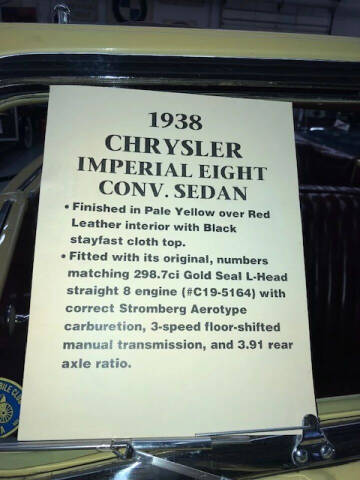 1938
CHRYSLER
IMPERIAL EIGHT
CONV. SEDAN
• Finished in Pale Yellow over Red
Leather interior with Black
stayfast cloth top.
• Fitted with its original, numbers
matching 298.7ci Gold Seal L-Head
straight 8 engine (#C19-5164) with
correct Stromberg Aerotype
carburetion, 3-speed floor-shifted
manual transmission, and 3.91 rear
axle ratio.